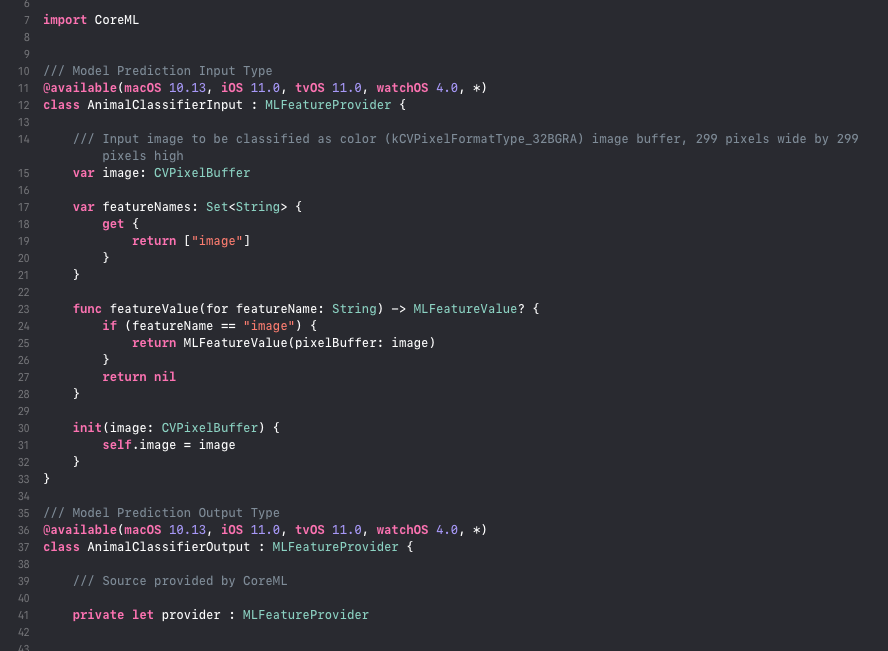 6
7 import CoreML
8
9
10 /// Model Prediction Input Type
11 @available(macOS 10.13, iOS 11.0, tvOS 11.0, watchOS 4.0, *)
12 class AnimalClassifierInput : MLFeatureProvider {
13
14     /// Input image to be classified as color (kCVPixelFormatType_32BGRA) image buffer, 299 pixels wide by 299
        pixels high
15     var image: CVPixelBuffer
16
17     var featureNames: Set<String> {
18         get {
19             return ["image"]
20         }
21     }
22
23     func featureValue(for featureName: String) -> MLFeatureValue? {
24         if (featureName == "image") {
25             return MLFeatureValue(pixelBuffer: image)
26         }
27         return nil
28     }
29
30     init(image: CVPixelBuffer) {
31         self.image = image
32     }
33 }
34
35 /// Model Prediction Output Type
36 @available(macOS 10.13, iOS 11.0, tvOS 11.0, watchOS 4.0, *)
37 class AnimalClassifierOutput : MLFeatureProvider {
38
39     /// Source provided by CoreML
40
41     private let provider : MLFeatureProvider
42
43